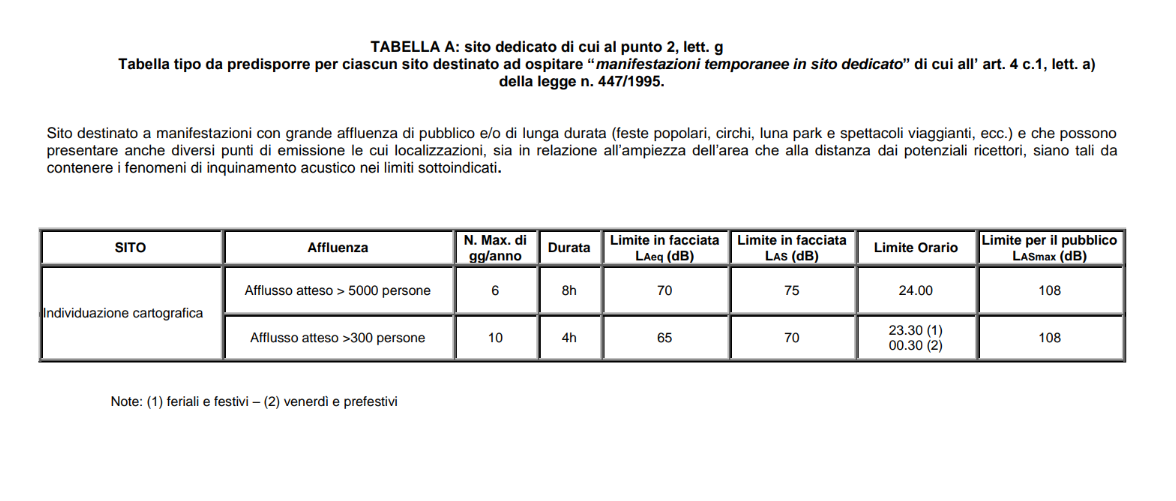 TABELLA A: sito dedicato di cui al punto 2, lett. g
Tabella tipo da predisporre per ciascun sito destinato ad ospitare “manifestazioni temporanee in sito dedicato” di cui all’ art. 4 c.1, lett. a)
della legge n. 447/1995.
Sito destinato a manifestazioni con grande affluenza di pubblico e/o di lunga durata (feste popolari, circhi, luna park e spettacoli viaggianti, ecc.) e che possono
presentare anche diversi punti di emissione le cui localizzazioni, sia in relazione all’ampiezza dell’area che alla distanza dai potenziali ricettori, siano tali da
contenere i fenomeni di inquinamento acustico nei limiti sottoindicati.
SITO Affluenza N. Max. di gg/anno Durata Limite in facciata LAeq (dB) Limite in facciata LAS (dB) Limite Orario Limite per il pubblico LASmax (dB)
Individuazione cartografica
Afflusso atteso > 5000 persone 6 8h 70 75 24.00 108
Afflusso atteso >300 persone 10 4h 65 70 23.30 (1) 00.30 (2) 108
Note: (1) feriali e festivi – (2) venerdì e prefestivi